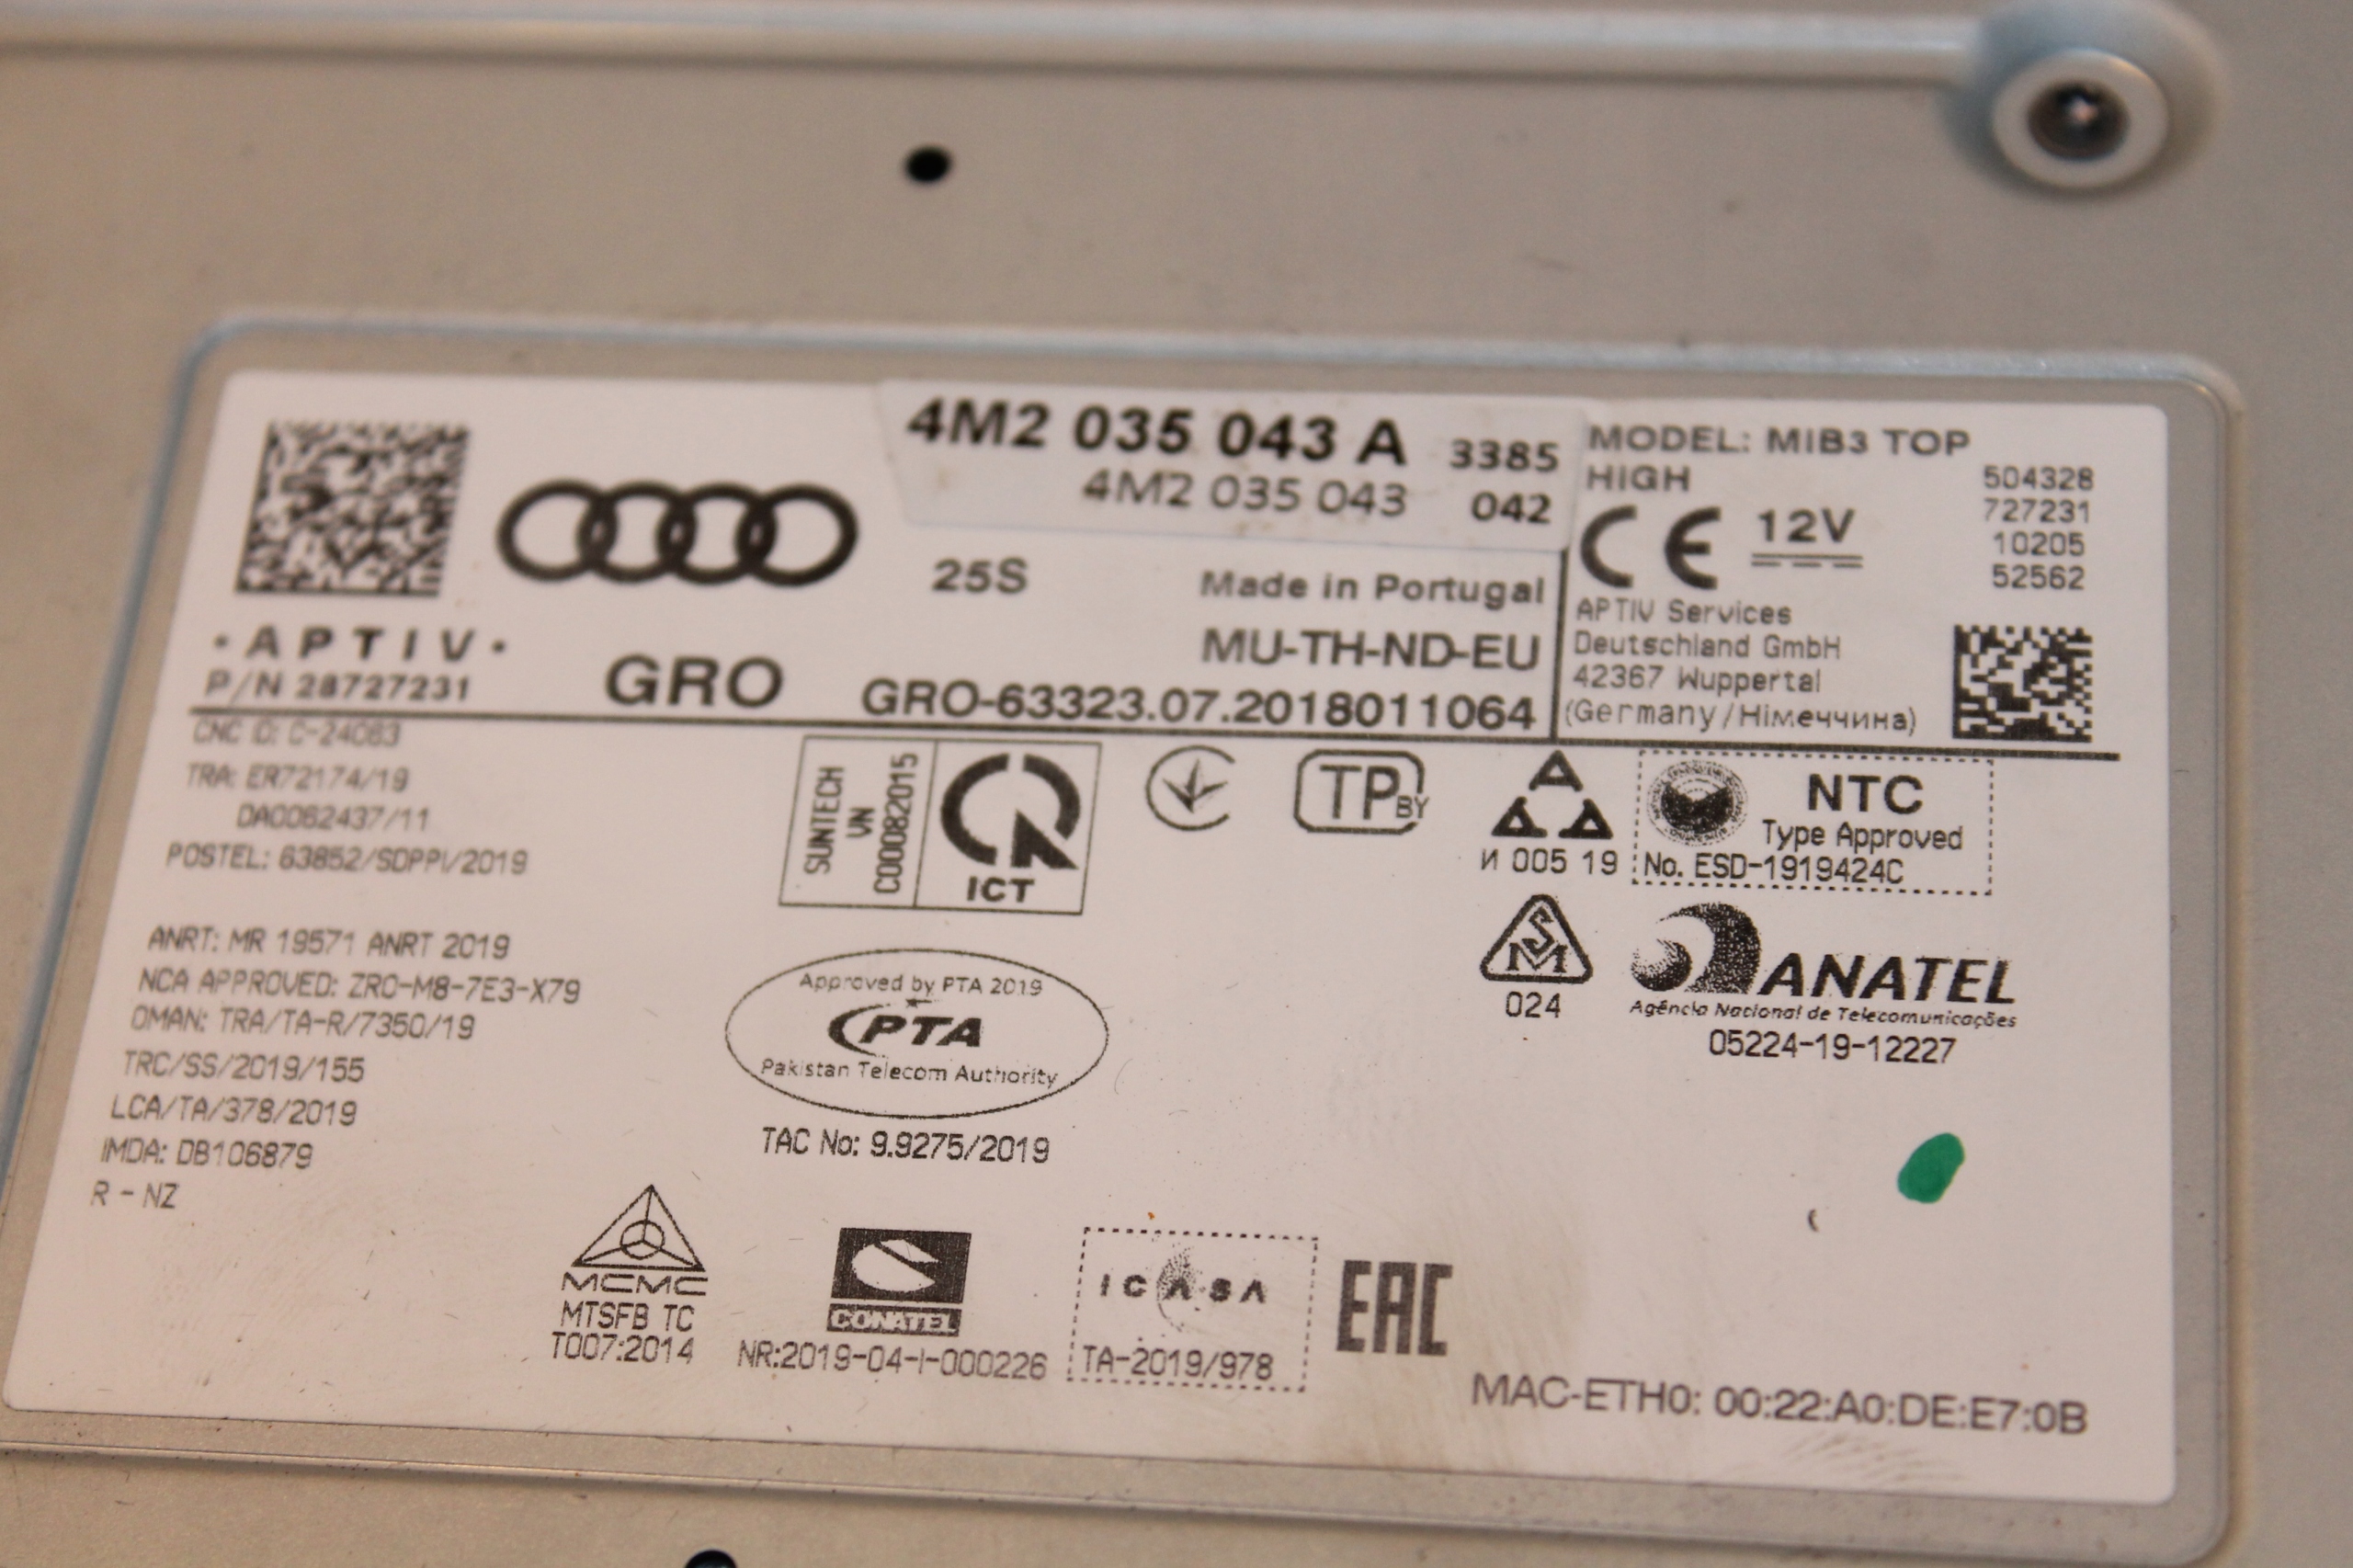 4M2 035 043 A 3385
4M2 035 043 042
25S
Made in Portugal
MU-TH-ND-EU
• A P T I V •
P/N 28727231
GRO
GRO-63323.07.2018011064
MODEL: MIB3 TOP
HIGH
CE 12V
504328
727231
10205
52562
APTIV Services
Deutschland GmbH
42367 Wuppertal
(Germany/Німеччина)
CNC ID: C-24083
TRA: ER72174/19
DA0062437/11
POSTEL: 63852/SDPPI/2019
ANRT: MR 19571 ANRT 2019
NCA APPROVED: ZRO-M8-7E3-X79
OMAN: TRA/TA-R/7350/19
TRC/SS/2019/155
LCA/TA/378/2019
IMDA: DB106879
R - NZ
SUNTECH
VN
C00082015
ICT
TP BY
И 005 19
NTC
Type Approved
No. ESD-1919424C
SM
024
ANATEL
Agência Nacional de Telecomunicações
05224-19-12227
Approved by PTA 2019
PTA
Pakistan Telecom Authority
TAC No: 9.9275/2019
MCMC
MTSFB TC
T007:2014
CONATEL
NR:2019-04-I-000226
ICASA
TA-2019/978
EAC
MAC-ETH0: 00:22:A0:DE:E7:0B